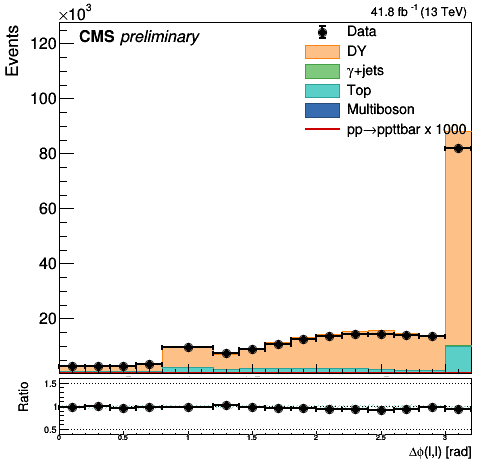 ×10³
41.8 fb⁻¹ (13 TeV)
CMS preliminary
Events
Data
DY
γ+jets
Top
Multiboson
pp→ppttbar x 1000
120
100
80
60
40
20
Ratio
1.5
1
0.5
0 0.5 1 1.5 2 2.5 3
Δϕ(l,l) [rad]